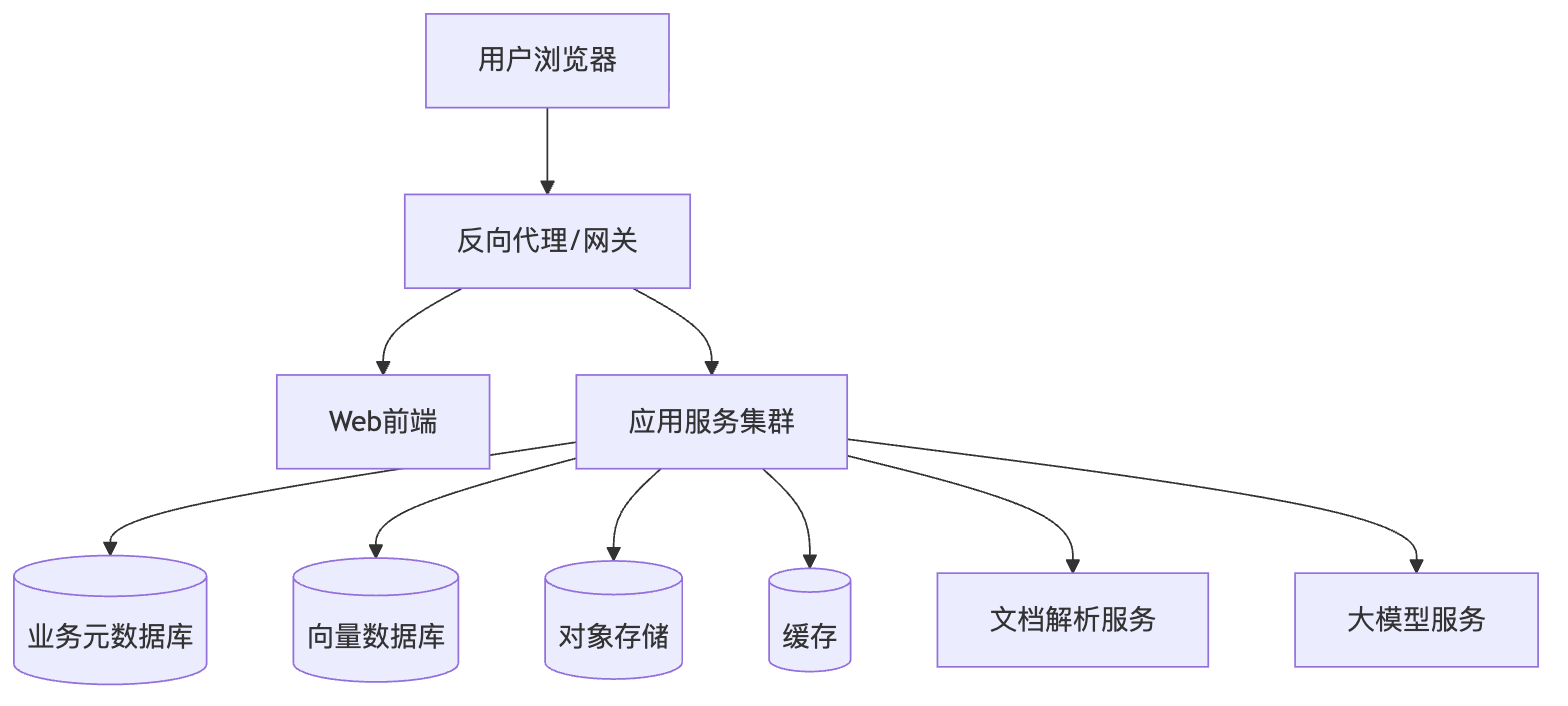 用户浏览器
反向代理/网关
Web前端
应用服务集群
业务元数据库
向量数据库
对象存储
缓存
文档解析服务
大模型服务